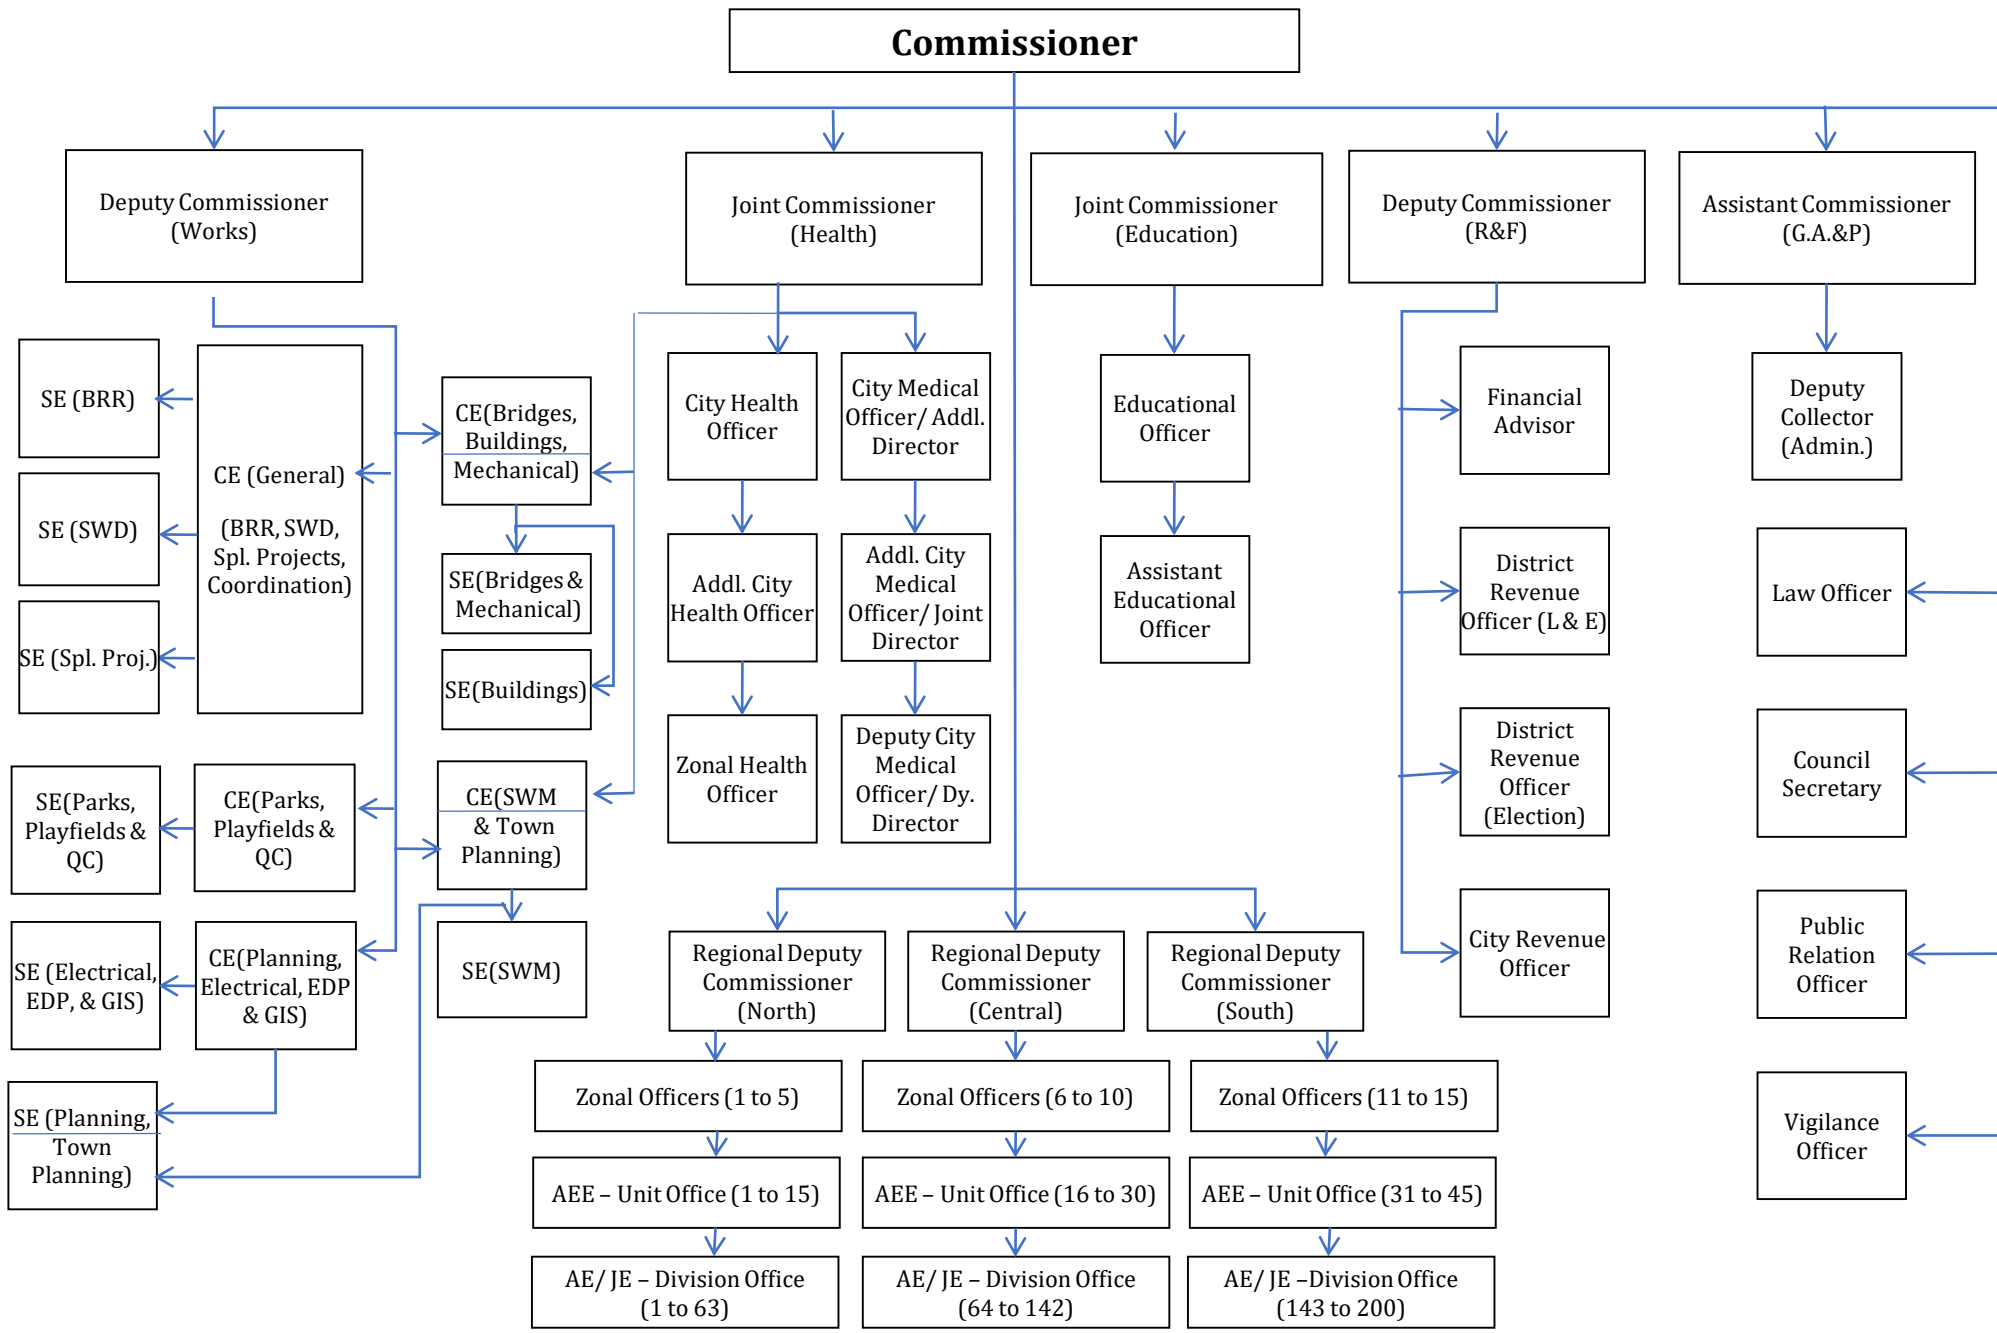 Commissioner
Deputy Commissioner
(Works)
Joint Commissioner
(Health)
Joint Commissioner
(Education)
Deputy Commissioner
(R&F)
Assistant Commissioner
(G.A.&P)
SE (BRR)
SE (SWD)
SE (Spl. Proj.)
CE (General)
(BRR, SWD,
Spl. Projects,
Coordination)
CE(Bridges,
Buildings,
Mechanical)
SE(Bridges &
Mechanical)
SE(Buildings)
City Health
Officer
Addl. City
Health Officer
Zonal Health
Officer
City Medical
Officer/ Addl.
Director
Addl. City
Medical
Officer/ Joint
Director
Deputy City
Medical
Officer/ Dy.
Director
Educational
Officer
Assistant
Educational
Officer
Financial
Advisor
District
Revenue
Officer (L & E)
District
Revenue
Officer
(Election)
City Revenue
Officer
Deputy
Collector
(Admin.)
Law Officer
Council
Secretary
Public
Relation
Officer
Vigilance
Officer
SE(Parks,
Playfields &
QC)
CE(Parks,
Playfields &
QC)
CE(SWM
& Town
Planning)
SE (Electrical,
EDP, & GIS)
CE(Planning,
Electrical, EDP
& GIS)
SE(SWM)
SE (Planning,
Town
Planning)
Regional Deputy
Commissioner
(North)
Regional Deputy
Commissioner
(Central)
Regional Deputy
Commissioner
(South)
Zonal Officers (1 to 5)
Zonal Officers (6 to 10)
Zonal Officers (11 to 15)
AEE – Unit Office (1 to 15)
AEE – Unit Office (16 to 30)
AEE – Unit Office (31 to 45)
AE/ JE – Division Office
(1 to 63)
AE/ JE – Division Office
(64 to 142)
AE/ JE –Division Office
(143 to 200)